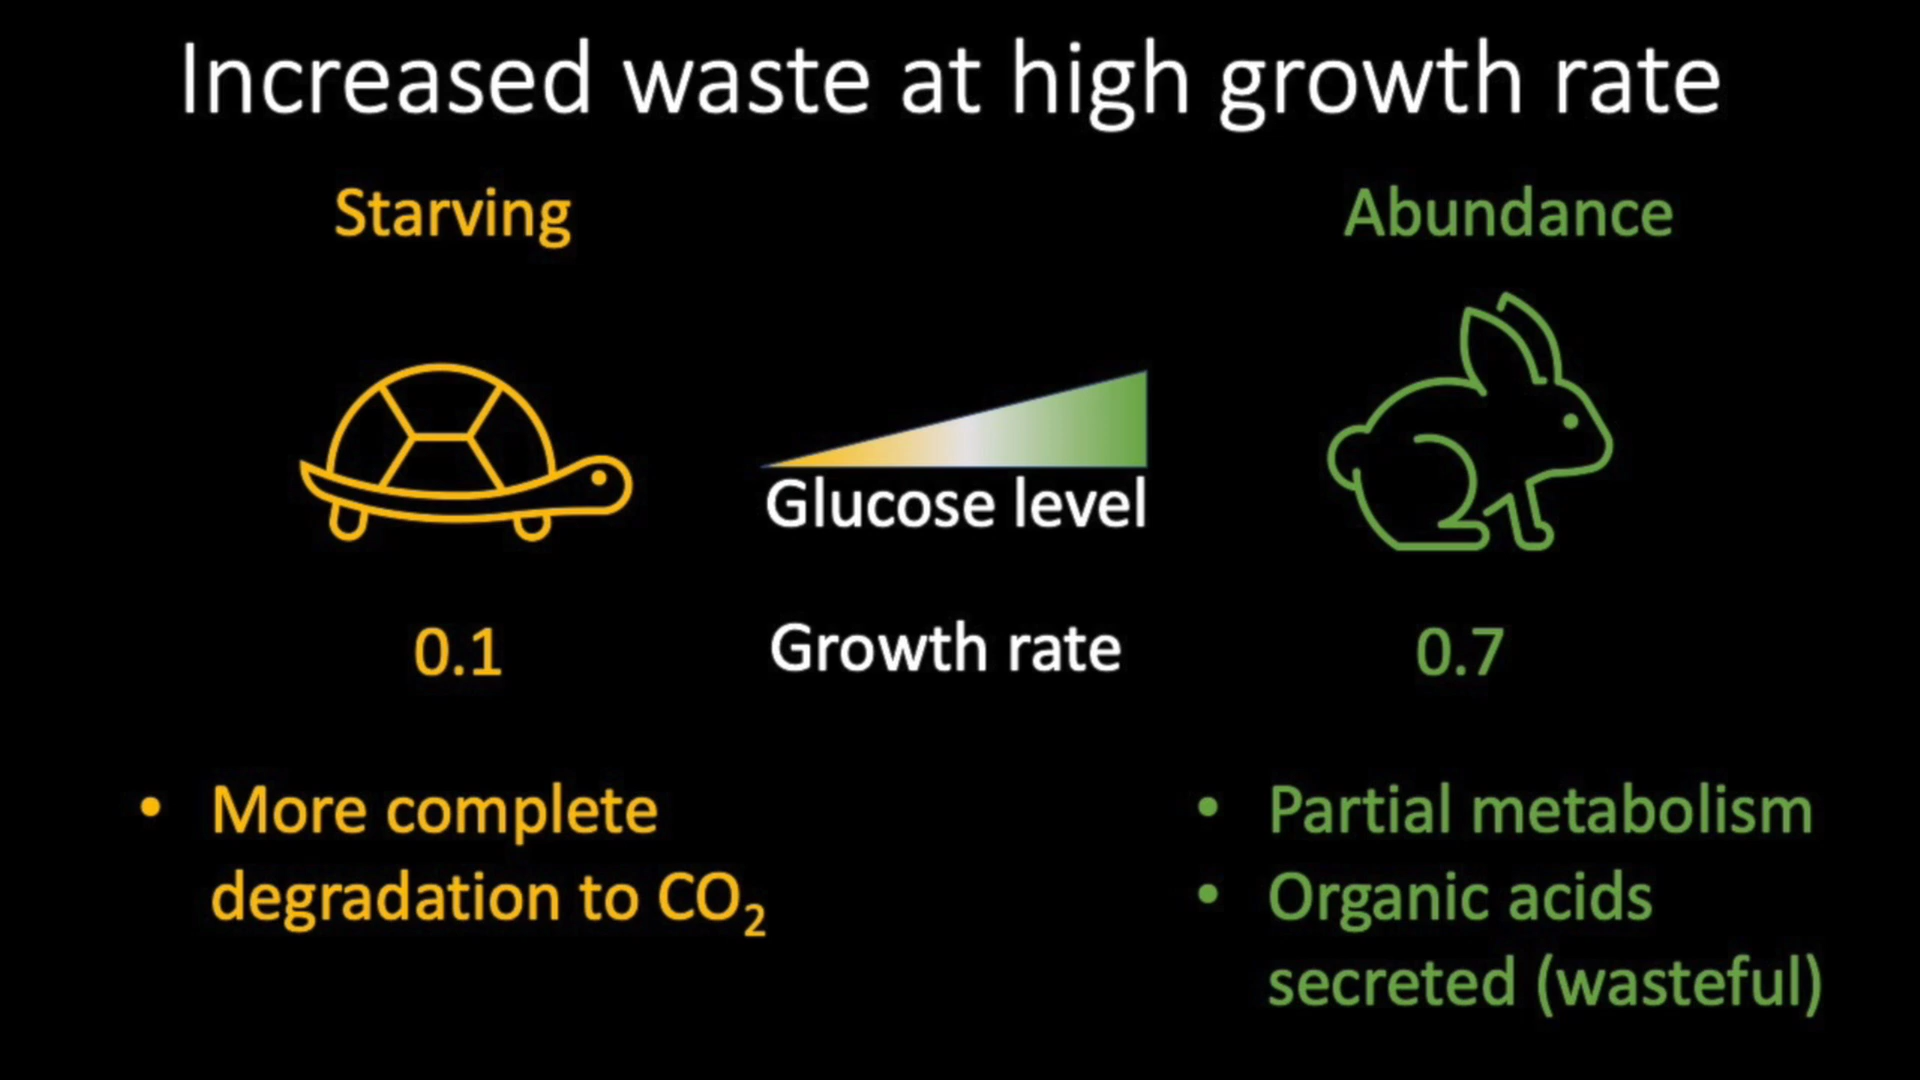 Increased waste at high growth rate
Starving
Abundance
Glucose level
0.1
Growth rate
0.7
• More complete
degradation to CO₂
• Partial metabolism
• Organic acids
secreted (wasteful)